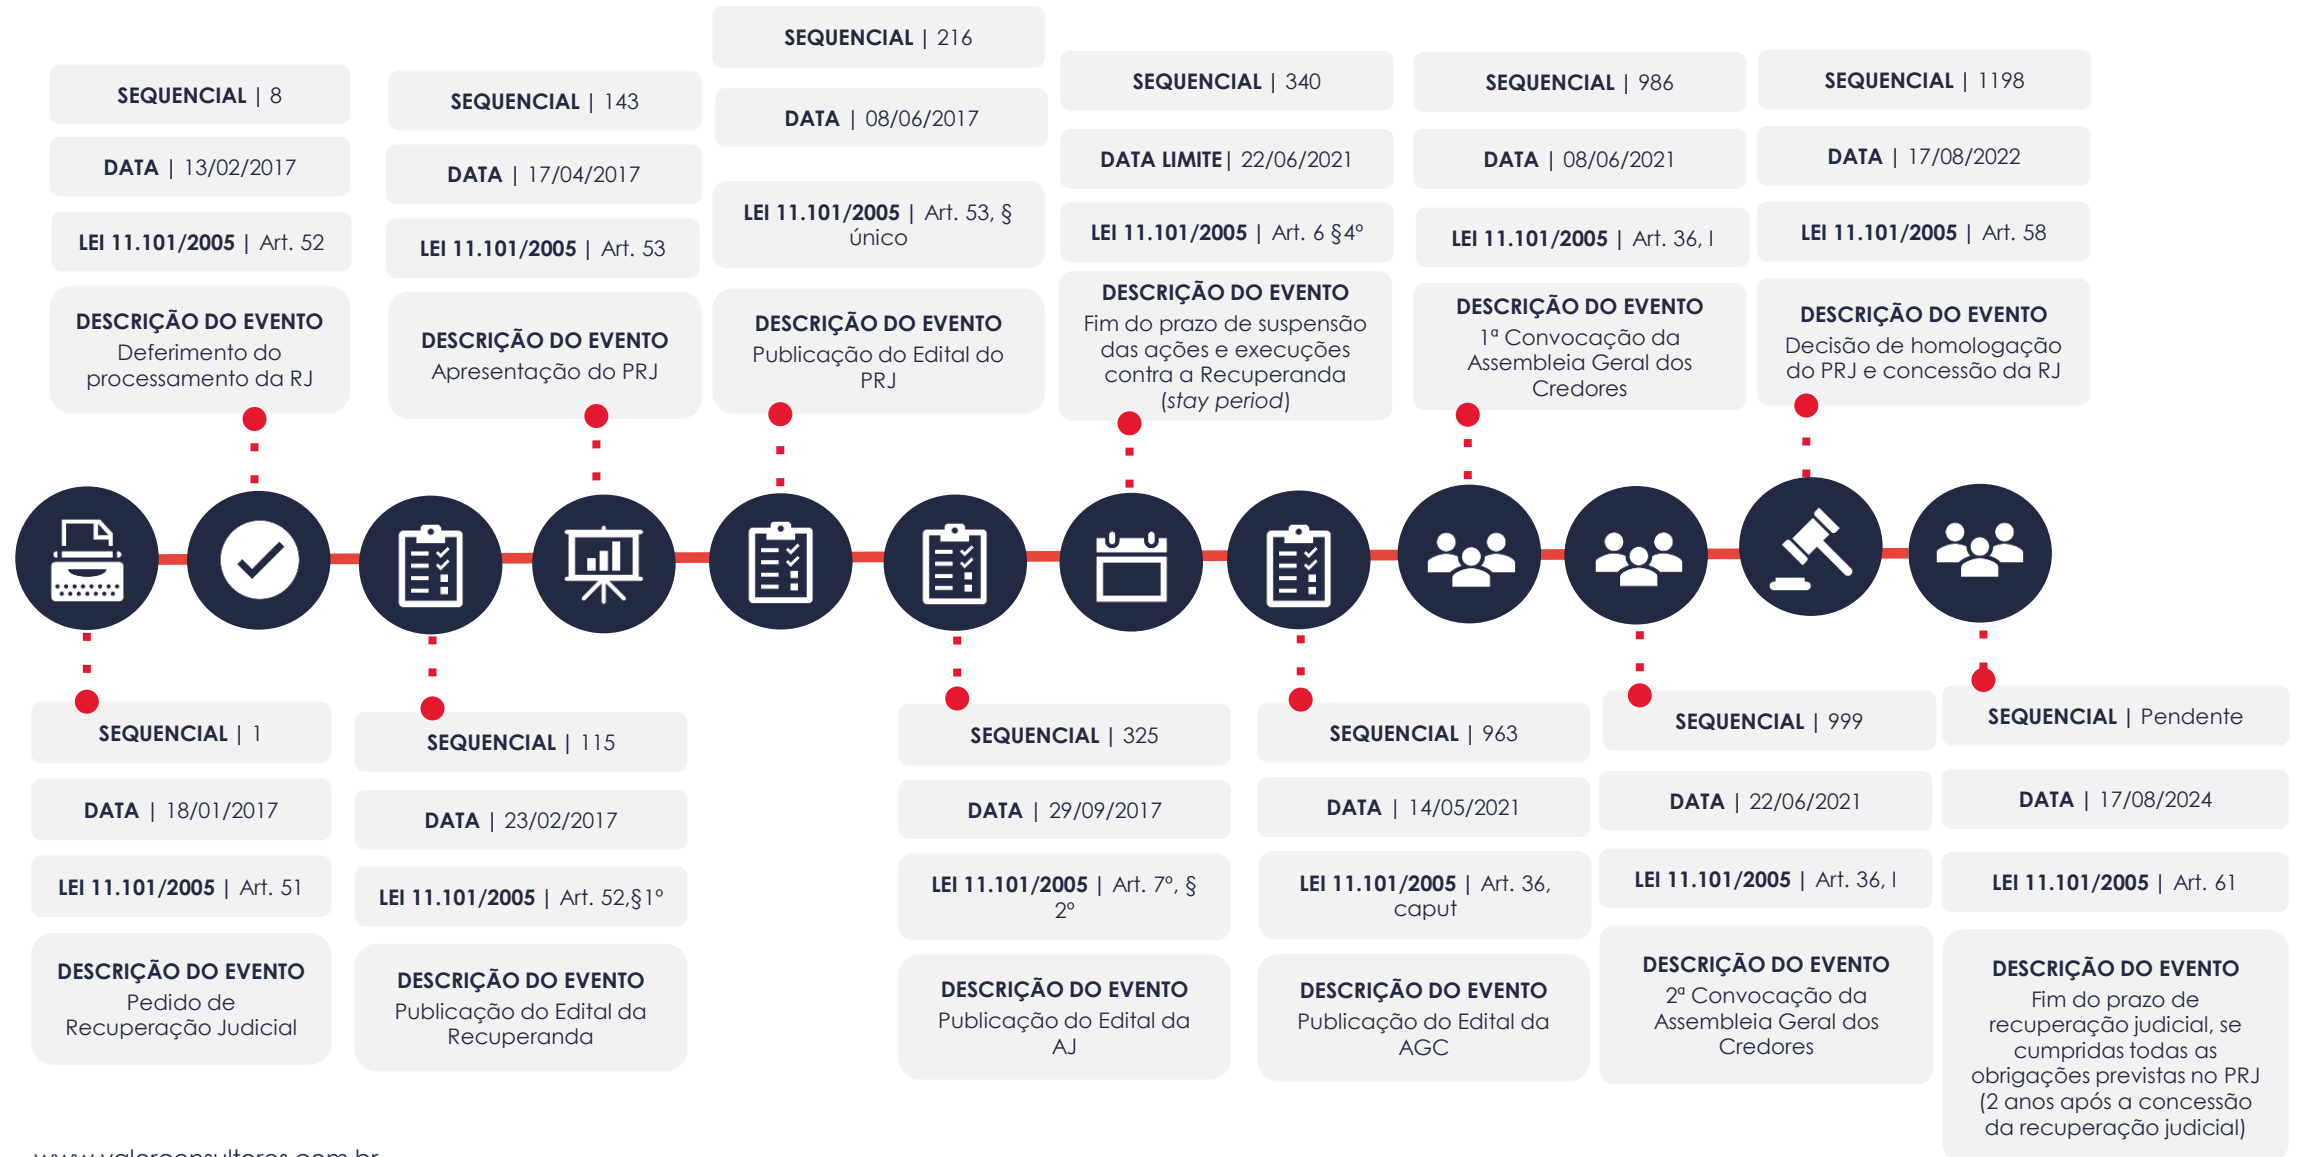 SEQUENCIAL | 8
DATA | 13/02/2017
LEI 11.101/2005 | Art. 52
DESCRIÇÃO DO EVENTO
Deferimento do
processamento da RJ
SEQUENCIAL | 143
DATA | 17/04/2017
LEI 11.101/2005 | Art. 53
DESCRIÇÃO DO EVENTO
Apresentação do PRJ
SEQUENCIAL | 216
DATA | 08/06/2017
LEI 11.101/2005 | Art. 53, §
único
DESCRIÇÃO DO EVENTO
Publicação do Edital do
PRJ
SEQUENCIAL | 340
DATA LIMITE| 22/06/2021
LEI 11.101/2005 | Art. 6 §4º
DESCRIÇÃO DO EVENTO
Fim do prazo de suspensão
das ações e execuções
contra a Recuperanda
(stay period)
SEQUENCIAL | 986
DATA | 08/06/2021
LEI 11.101/2005 | Art. 36, I
DESCRIÇÃO DO EVENTO
1ª Convocação da
Assembleia Geral dos
Credores
SEQUENCIAL | 1198
DATA | 17/08/2022
LEI 11.101/2005 | Art. 58
DESCRIÇÃO DO EVENTO
Decisão de homologação
do PRJ e concessão da RJ
SEQUENCIAL | 1
DATA | 18/01/2017
LEI 11.101/2005 | Art. 51
DESCRIÇÃO DO EVENTO
Pedido de
Recuperação Judicial
SEQUENCIAL | 115
DATA | 23/02/2017
LEI 11.101/2005 | Art. 52,§1º
DESCRIÇÃO DO EVENTO
Publicação do Edital da
Recuperanda
SEQUENCIAL | 325
DATA | 29/09/2017
LEI 11.101/2005 | Art. 7º, §
2º
DESCRIÇÃO DO EVENTO
Publicação do Edital da
AJ
SEQUENCIAL | 963
DATA | 14/05/2021
LEI 11.101/2005 | Art. 36,
caput
DESCRIÇÃO DO EVENTO
Publicação do Edital da
AGC
SEQUENCIAL | 999
DATA | 22/06/2021
LEI 11.101/2005 | Art. 36, I
DESCRIÇÃO DO EVENTO
2ª Convocação da
Assembleia Geral dos
Credores
SEQUENCIAL | Pendente
DATA | 17/08/2024
LEI 11.101/2005 | Art. 61
DESCRIÇÃO DO EVENTO
Fim do prazo de
recuperação judicial, se
cumpridas todas as
obrigações previstas no PRJ
(2 anos após a concessão
da recuperação judicial)
www.valorconsultores.com.br